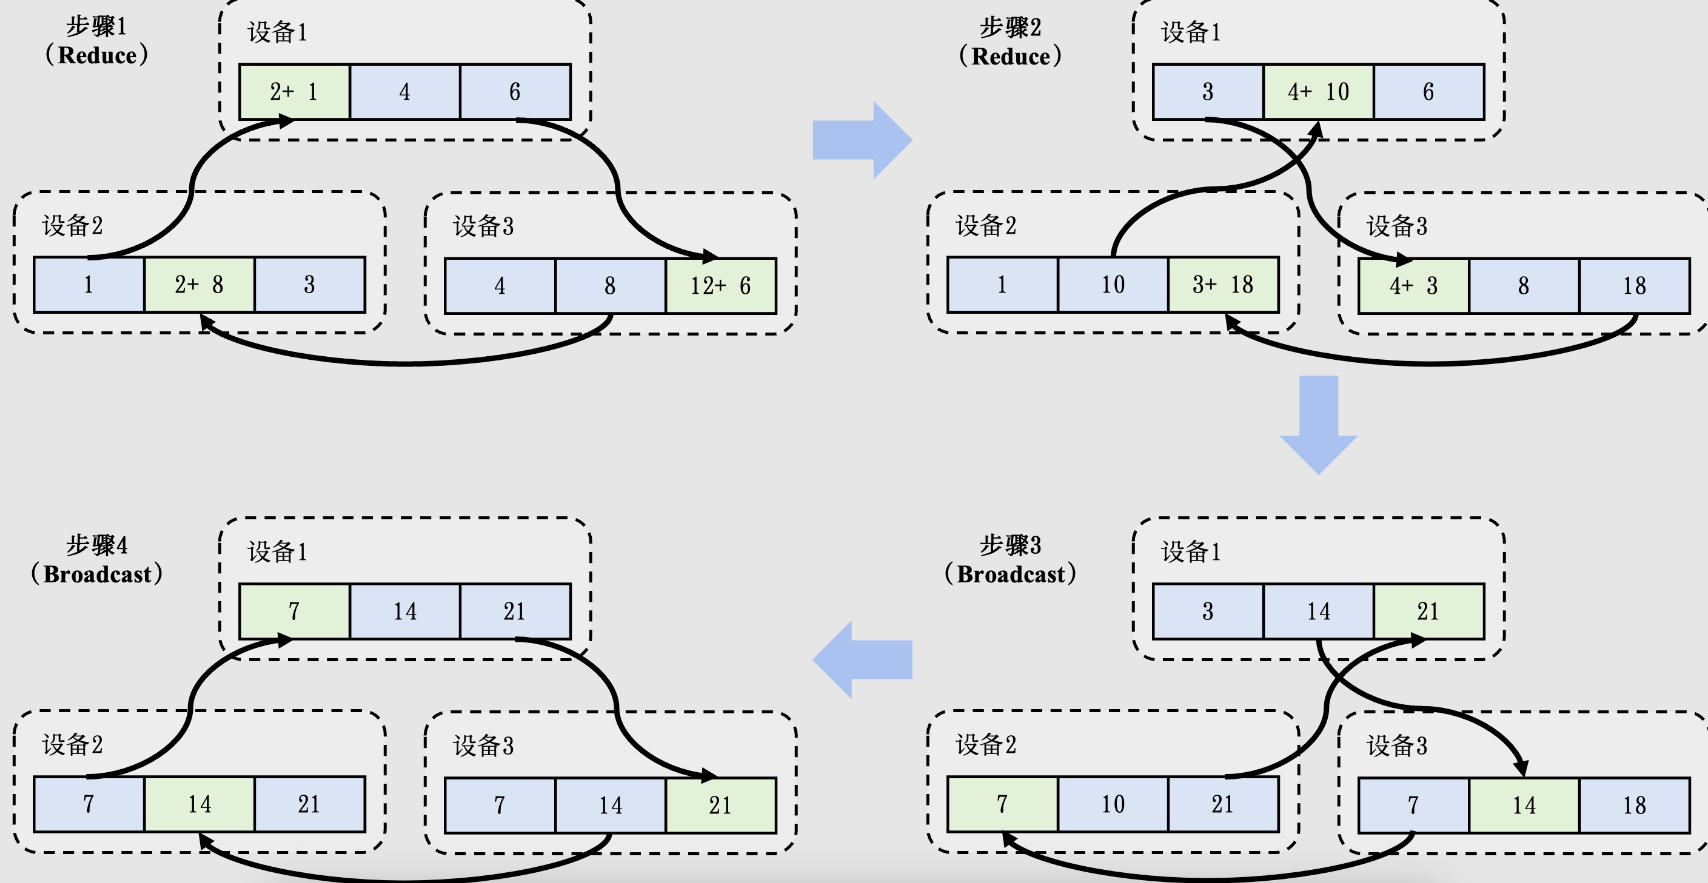 步骤1
（Reduce）
设备1
2+ 1 4 6
设备2
1 2+ 8 3
设备3
4 8 12+ 6
步骤2
（Reduce）
设备1
3 4+ 10 6
设备2
1 10 3+ 18
设备3
4+ 3 8 18
步骤4
（Broadcast）
设备1
7 14 21
设备2
7 14 21
设备3
7 14 21
步骤3
（Broadcast）
设备1
3 14 21
设备2
7 10 21
设备3
7 14 18